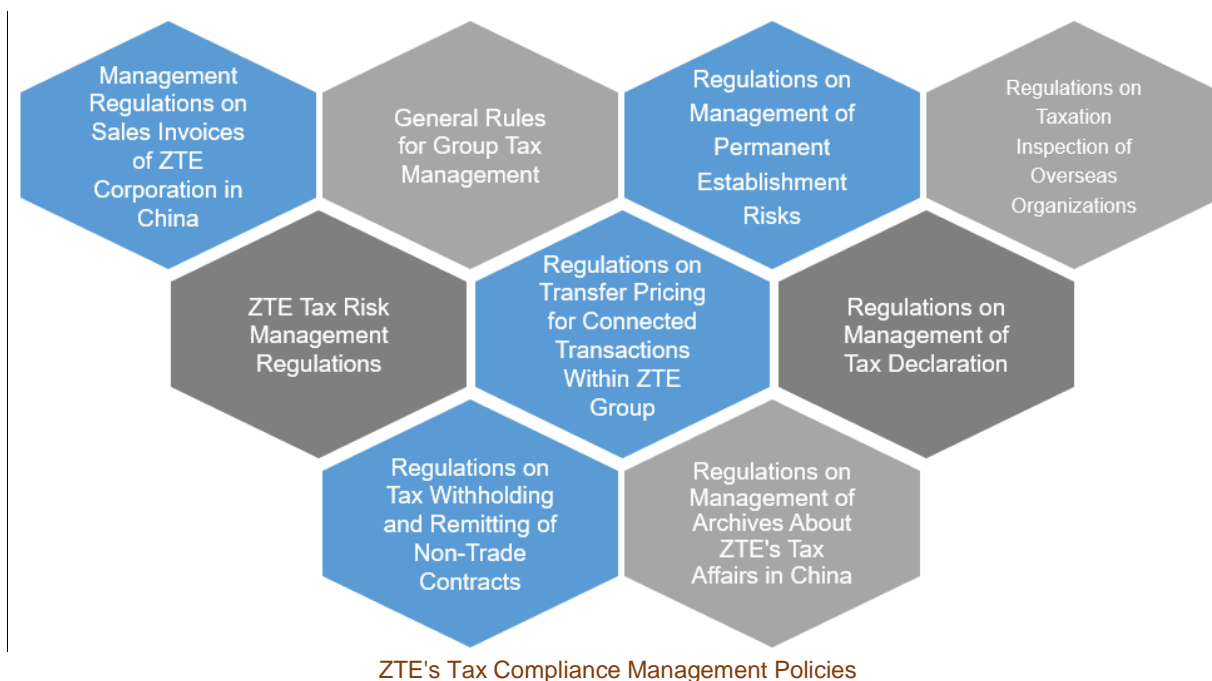 Management
Regulations on
Sales Invoices
of ZTE
Corporation in
China
General Rules
for Group Tax
Management
Regulations on
Management of
Permanent
Establishment
Risks
Regulations on
Taxation
Inspection of
Overseas
Organizations
ZTE Tax Risk
Management
Regulations
Regulations on
Transfer Pricing
for Connected
Transactions
Within ZTE
Group
Regulations on
Management of
Tax Declaration
Regulations on
Tax Withholding
and Remitting of
Non-Trade
Contracts
Regulations on
Management of
Archives About
ZTE's Tax
Affairs in China
ZTE's Tax Compliance Management Policies